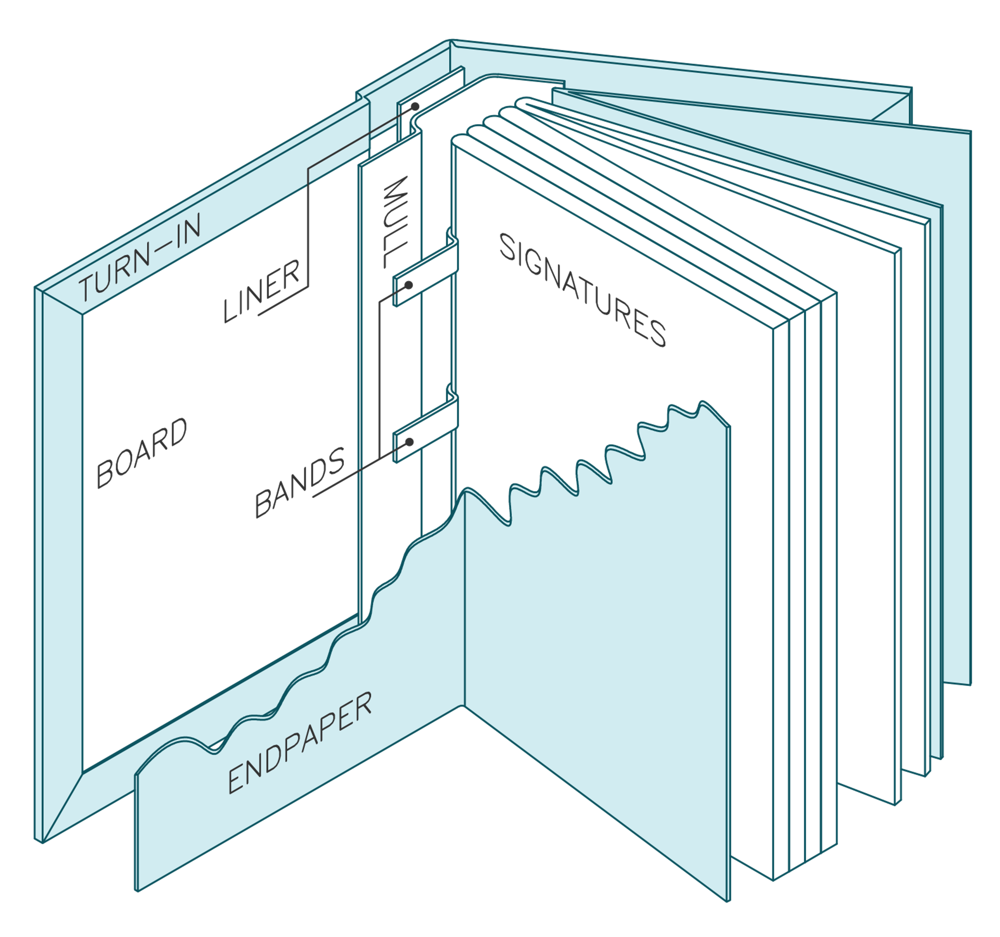 MULL
TURN-IN
LINER
SIGNATURES
BOARD
BANDS
ENDPAPER